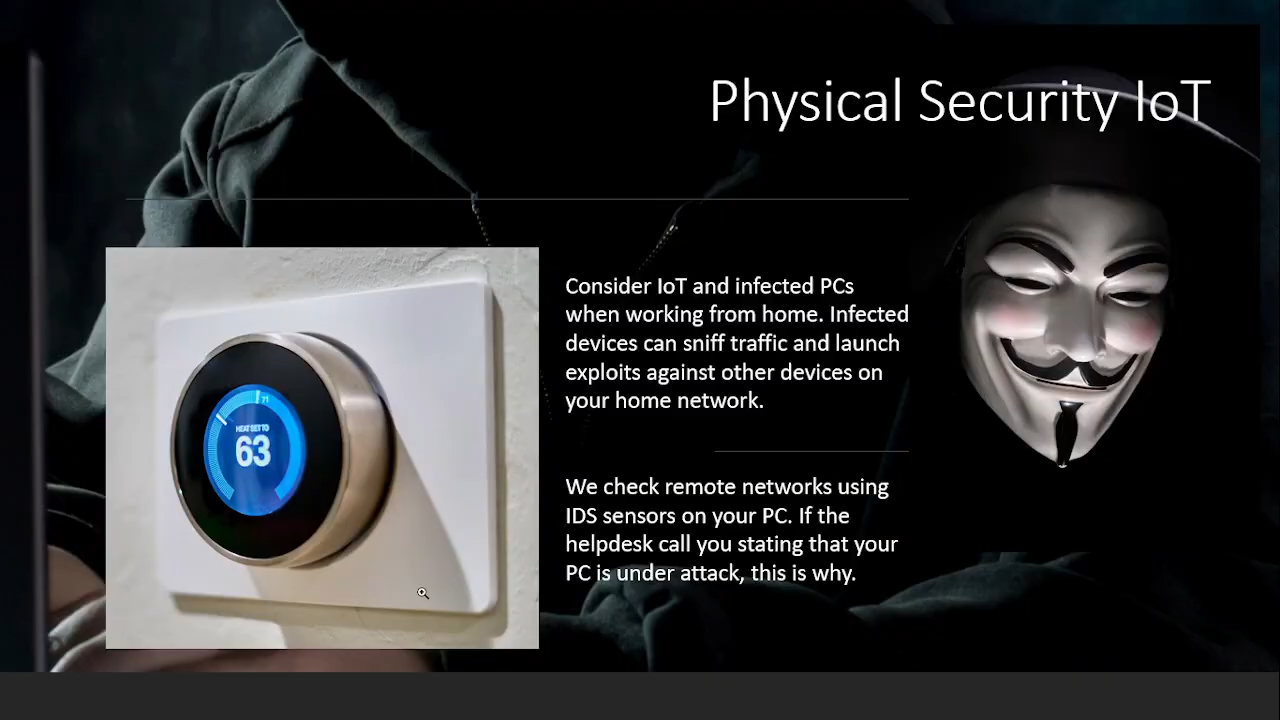 Physical Security IoT
Consider IoT and infected PCs
when working from home. Infected
devices can sniff traffic and launch
exploits against other devices on
your home network.
We check remote networks using
IDS sensors on your PC. If the
helpdesk call you stating that your
PC is under attack, this is why.
71
HEAT SET TO
63